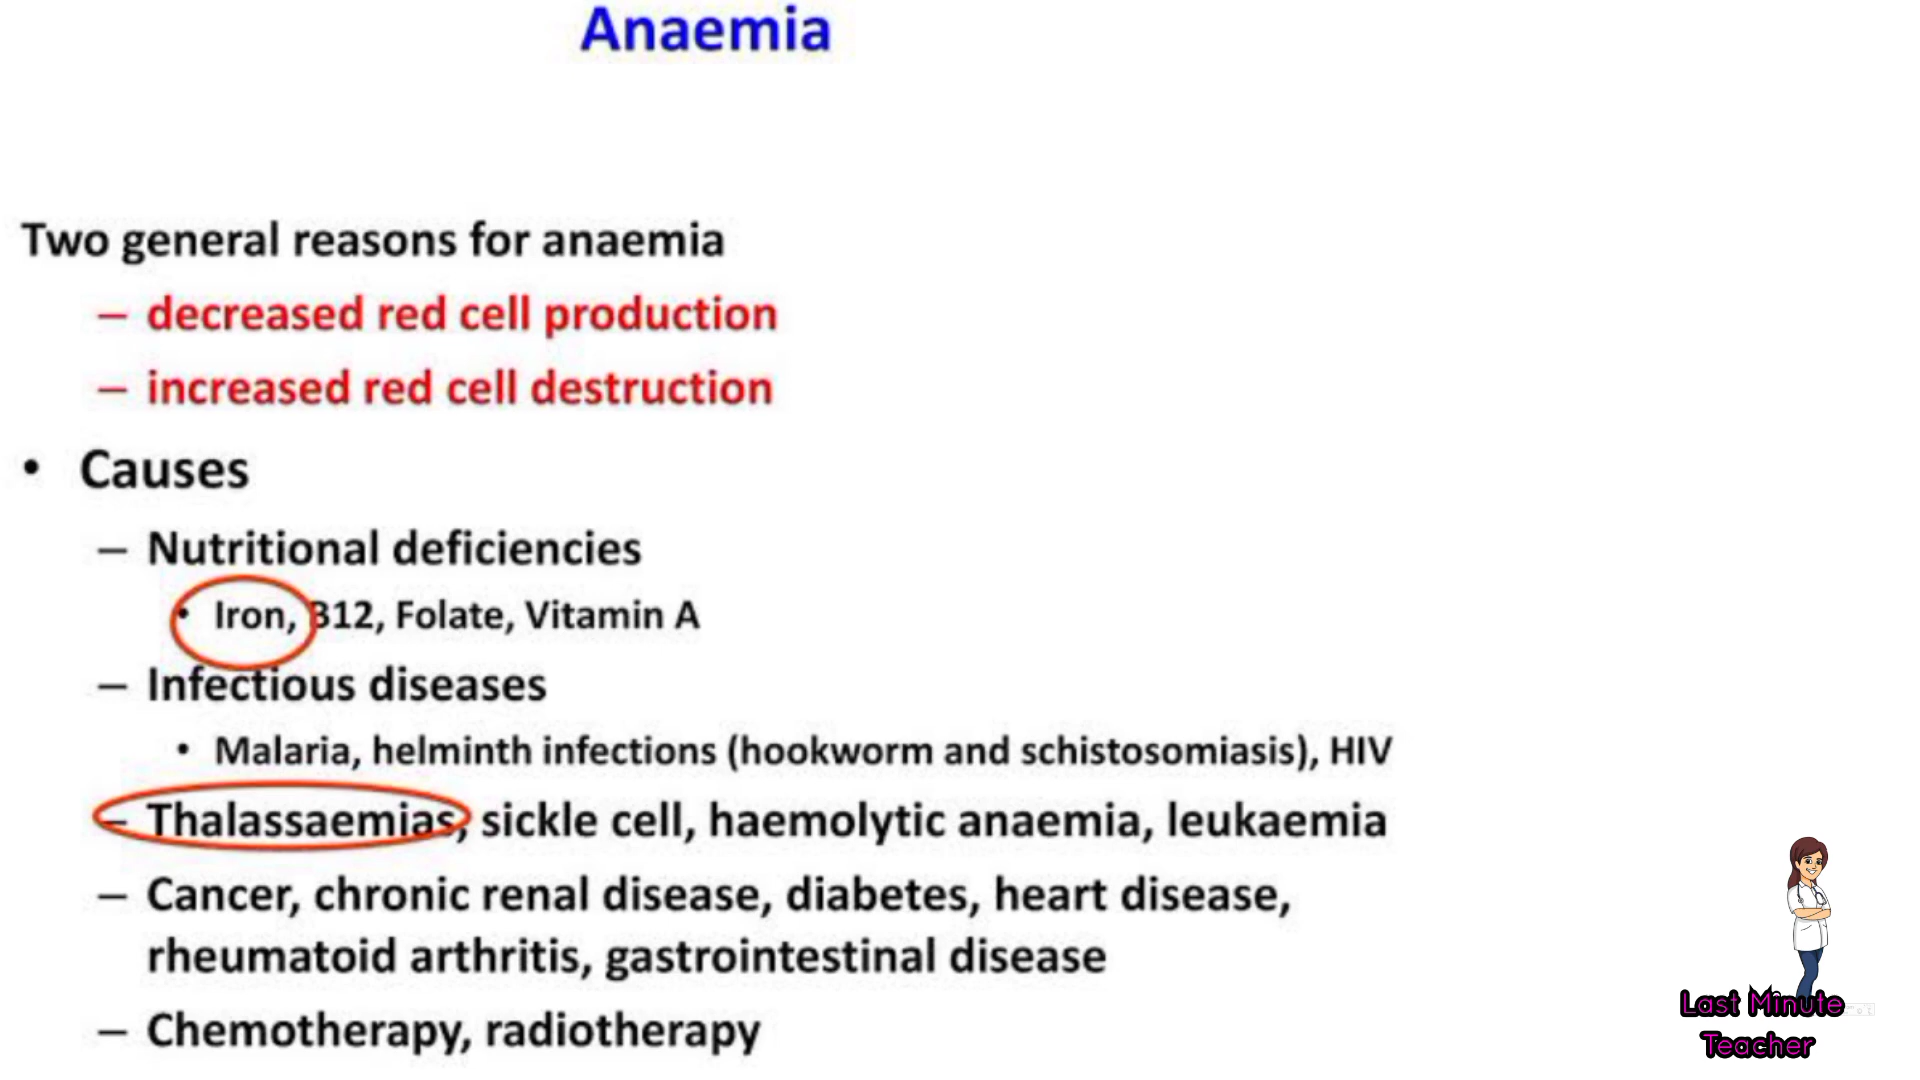 Anaemia
Two general reasons for anaemia
– decreased red cell production
– increased red cell destruction
• Causes
– Nutritional deficiencies
• Iron, B12, Folate, Vitamin A
– Infectious diseases
• Malaria, helminth infections (hookworm and schistosomiasis), HIV
– Thalassaemias, sickle cell, haemolytic anaemia, leukaemia
– Cancer, chronic renal disease, diabetes, heart disease,
rheumatoid arthritis, gastrointestinal disease
– Chemotherapy, radiotherapy
Last Minute
Teacher